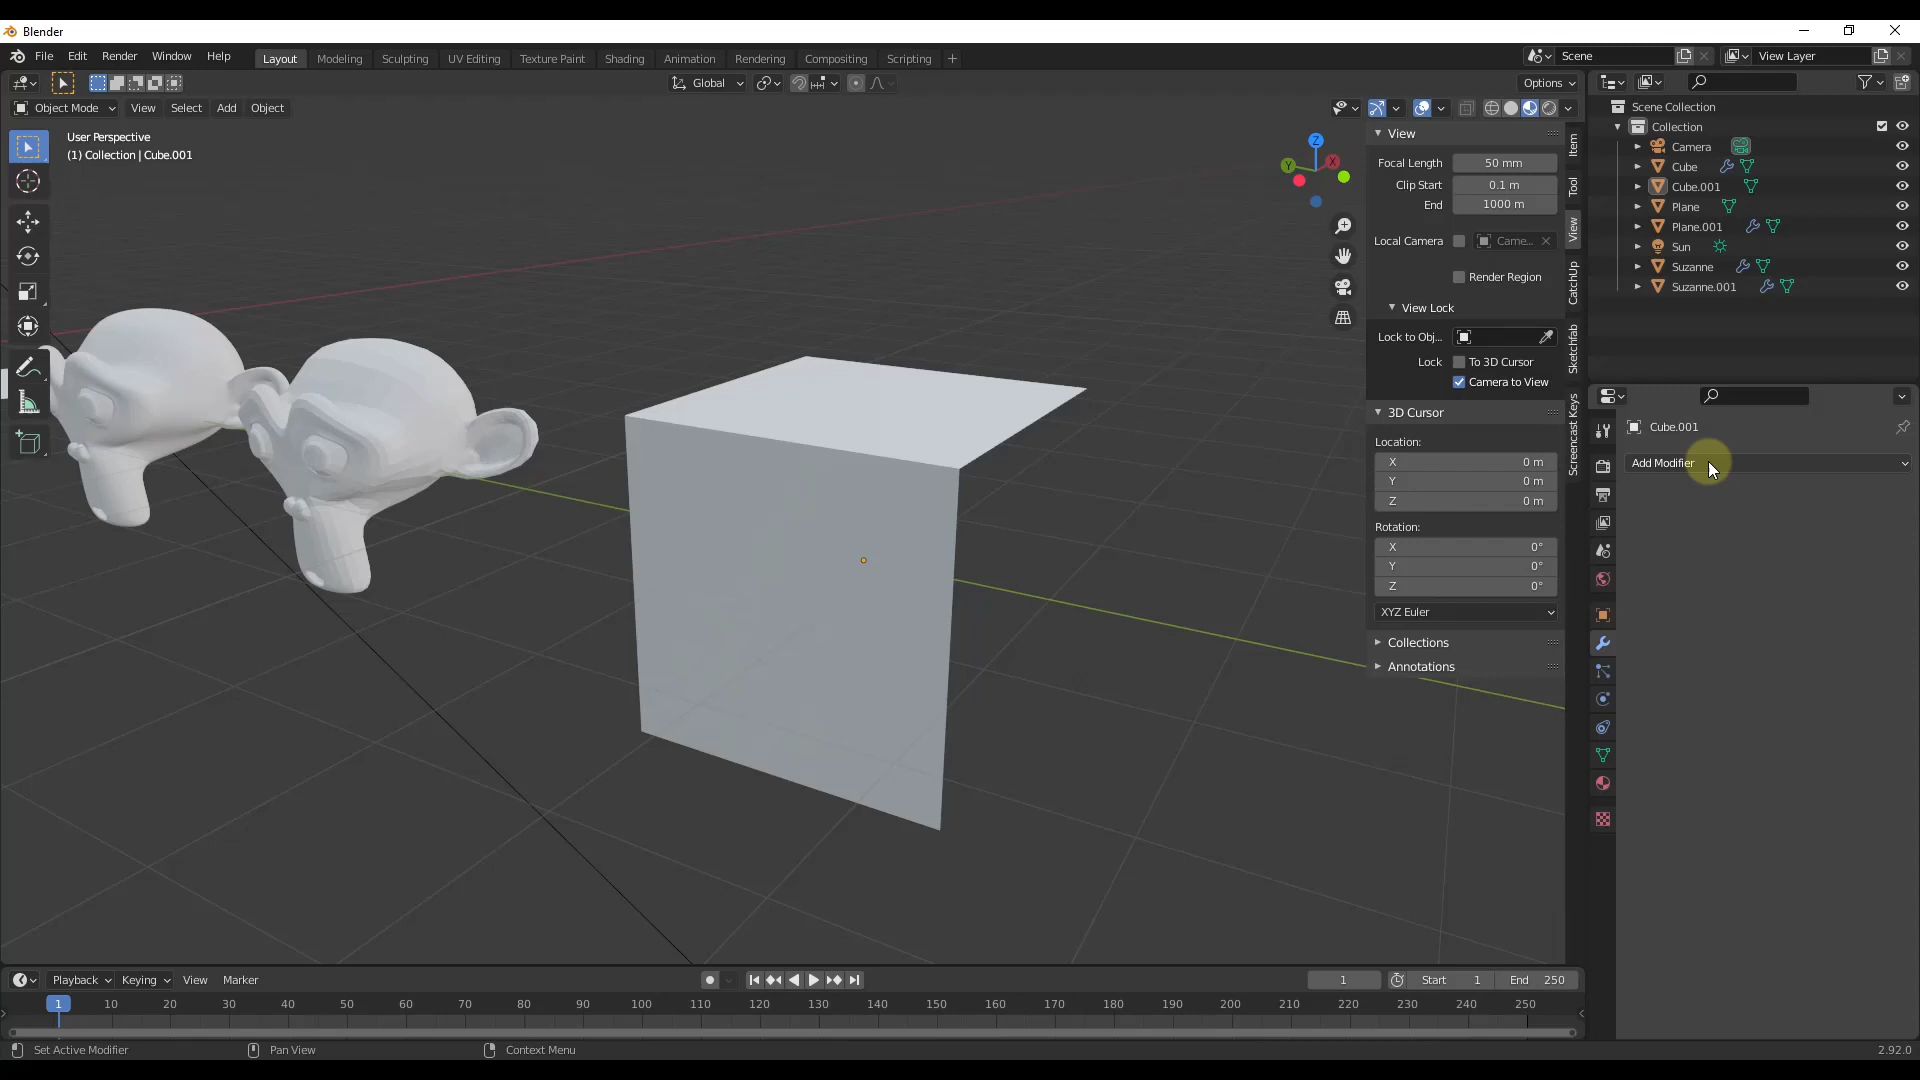 Blender
File Edit Render Window Help
Layout Modeling Sculpting UV Editing Texture Paint Shading Animation Rendering Compositing Scripting +
Scene
View Layer
Global
Options
Object Mode View Select Add Object
User Perspective
(1) Collection | Cube.001
Z
Y
X
View
Focal Length 50 mm
Clip Start 0.1 m
End 1000 m
Local Camera Came...
Render Region
View Lock
Lock to Obj...
Lock To 3D Cursor
Camera to View
3D Cursor
Location:
X 0 m
Y 0 m
Z 0 m
Rotation:
X 0°
Y 0°
Z 0°
XYZ Euler
Collections
Annotations
Item
Tool
View
CatchUp
Sketchfab
Screencast Keys
Scene Collection
Collection
Camera
Cube
Cube.001
Plane
Plane.001
Sun
Suzanne
Suzanne.001
Cube.001
Add Modifier
Playback Keying View Marker
1
Start 1
End 250
1 10 20 30 40 50 60 70 80 90 100 110 120 130 140 150 160 170 180 190 200 210 220 230 240 250
Set Active Modifier
Pan View
Context Menu
2.92.0